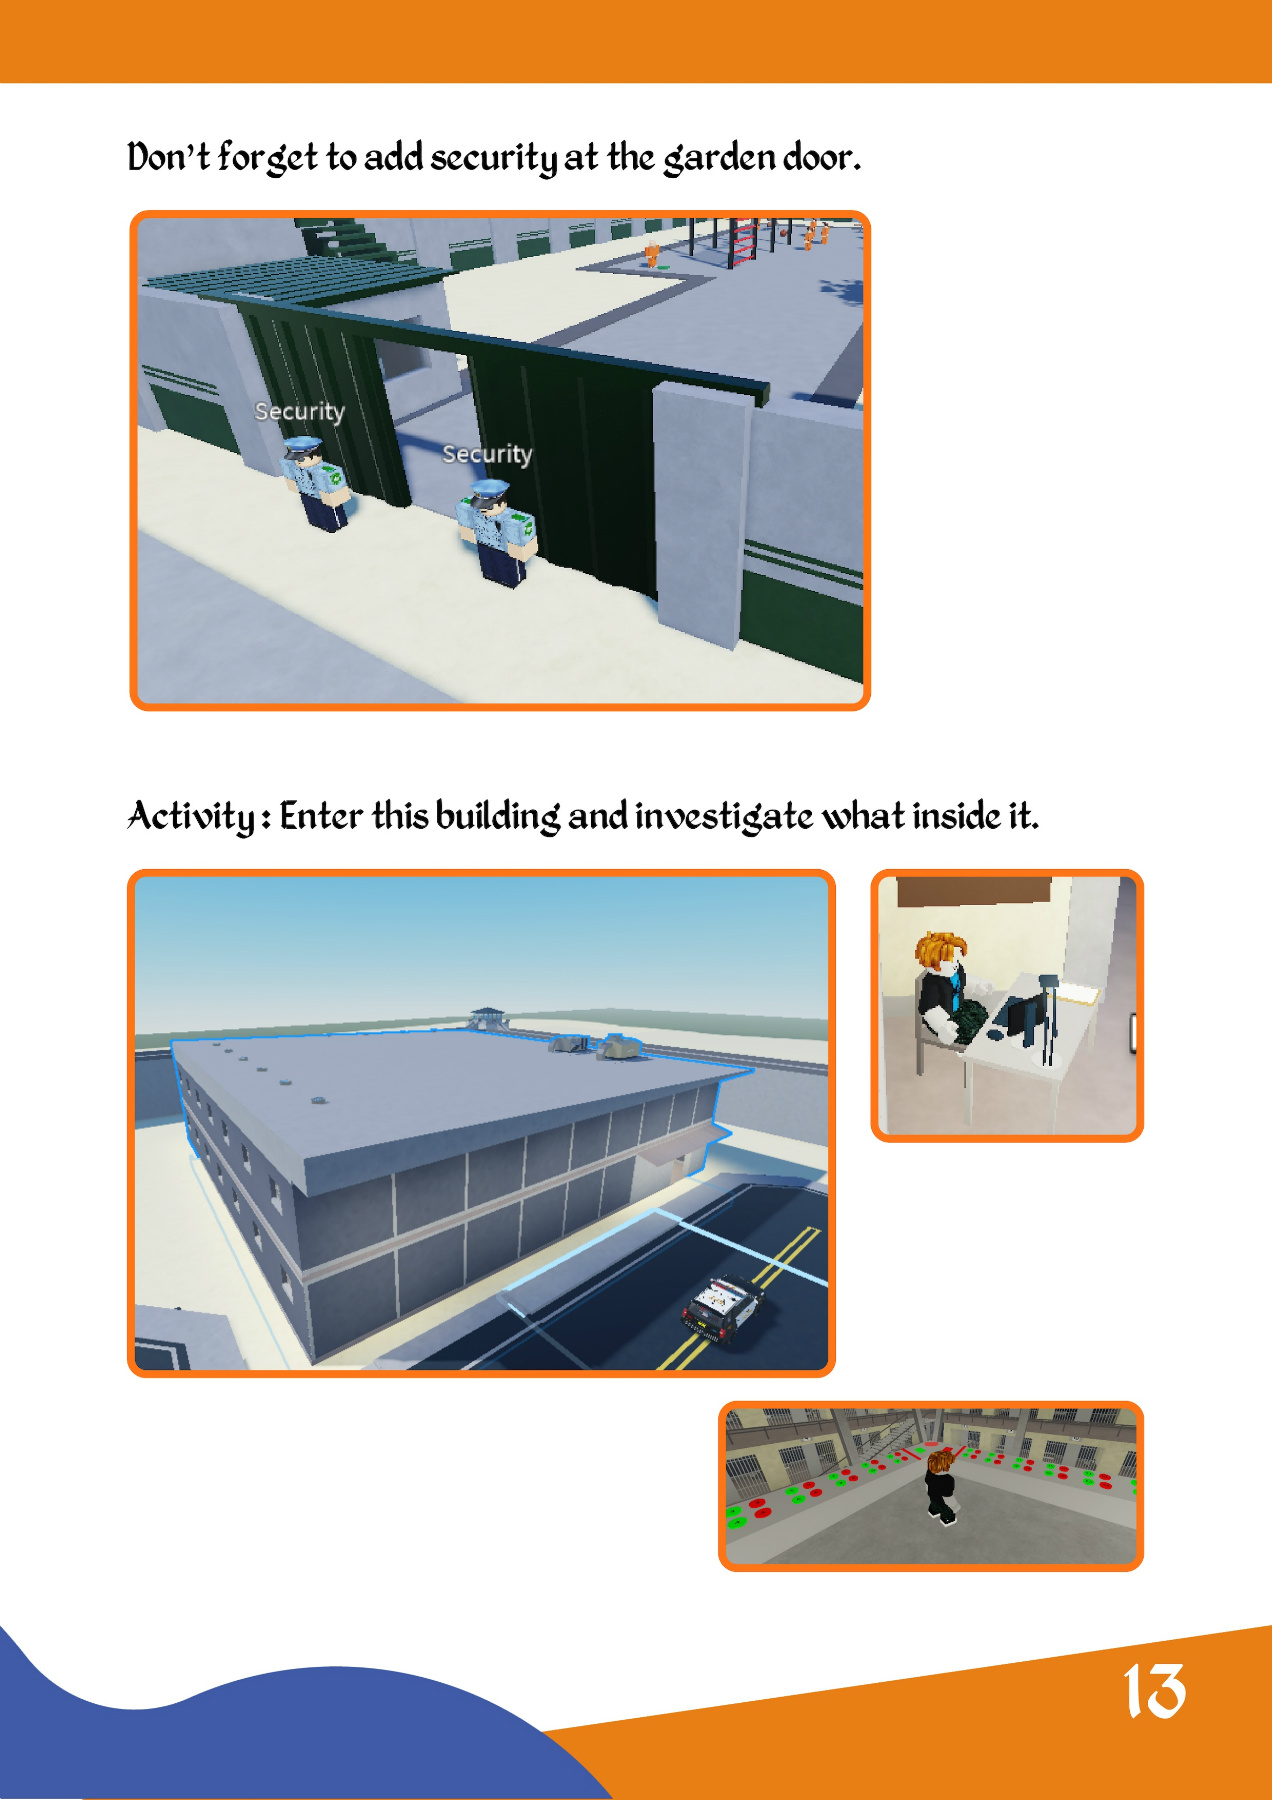 Don't forget to add security at the garden door.
Security
Security
Activity : Enter this building and investigate what inside it.
13